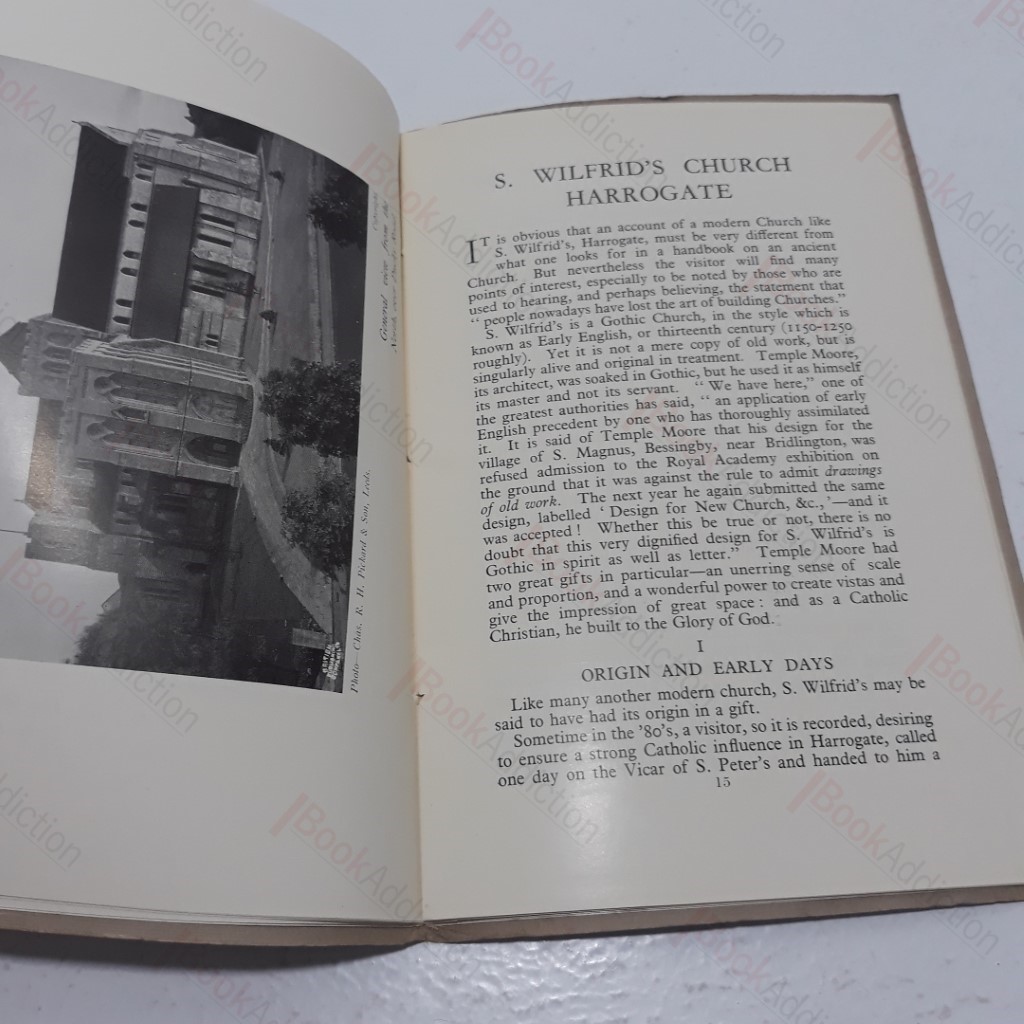 General view from the
Photo—Chas. R. H. Pickard & Son, Leeds.
S. WILFRID'S CHURCH
HARROGATE
IT is obvious that an account of a modern Church like
S. Wilfrid's, Harrogate, must be very different from
what one looks for in a handbook on an ancient
Church. But nevertheless the visitor will find many
points of interest, especially to be noted by those who are
used to hearing, and perhaps believing, the statement that
“ people nowadays have lost the art of building Churches.”
S. Wilfrid's is a Gothic Church, in the style which is
known as Early English, or thirteenth century (1150-1250
roughly). Yet it is not a mere copy of old work, but is
singularly alive and original in treatment. Temple Moore,
its architect, was soaked in Gothic, but he used it as himself
its master and not its servant. “ We have here,” one of
the greatest authorities has said, “ an application of early
English precedent by one who has thoroughly assimilated
it. It is said of Temple Moore that his design for the
village of S. Magnus, Bessingby, near Bridlington, was
refused admission to the Royal Academy exhibition on
the ground that it was against the rule to admit drawings
of old work. The next year he again submitted the same
design, labelled ‘ Design for New Church, &c.,’—and it
was accepted ! Whether this be true or not, there is no
doubt that this very dignified design for S. Wilfrid's is
Gothic in spirit as well as letter.” Temple Moore had
two great gifts in particular—an unerring sense of scale
and proportion, and a wonderful power to create vistas and
give the impression of great space : and as a Catholic
Christian, he built to the Glory of God.
I
ORIGIN AND EARLY DAYS
Like many another modern church, S. Wilfrid's may be
said to have had its origin in a gift.
Sometime in the '80's, a visitor, so it is recorded, desiring
to ensure a strong Catholic influence in Harrogate, called
one day on the Vicar of S. Peter's and handed to him a
15
BookAddiction